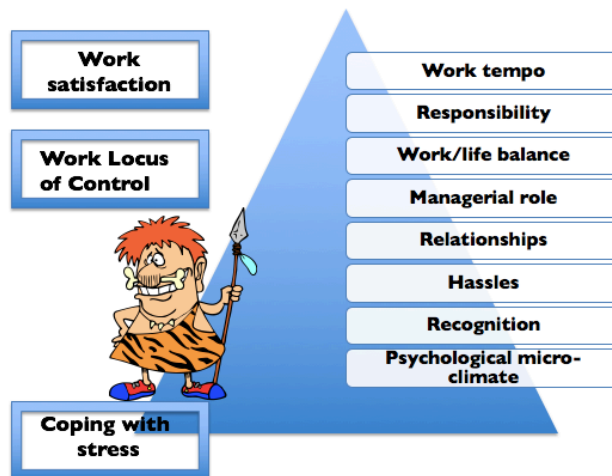 Work
satisfaction
Work Locus
of Control
Coping with
stress
Work tempo
Responsibility
Work/life balance
Managerial role
Relationships
Hassles
Recognition
Psychological micro-
climate